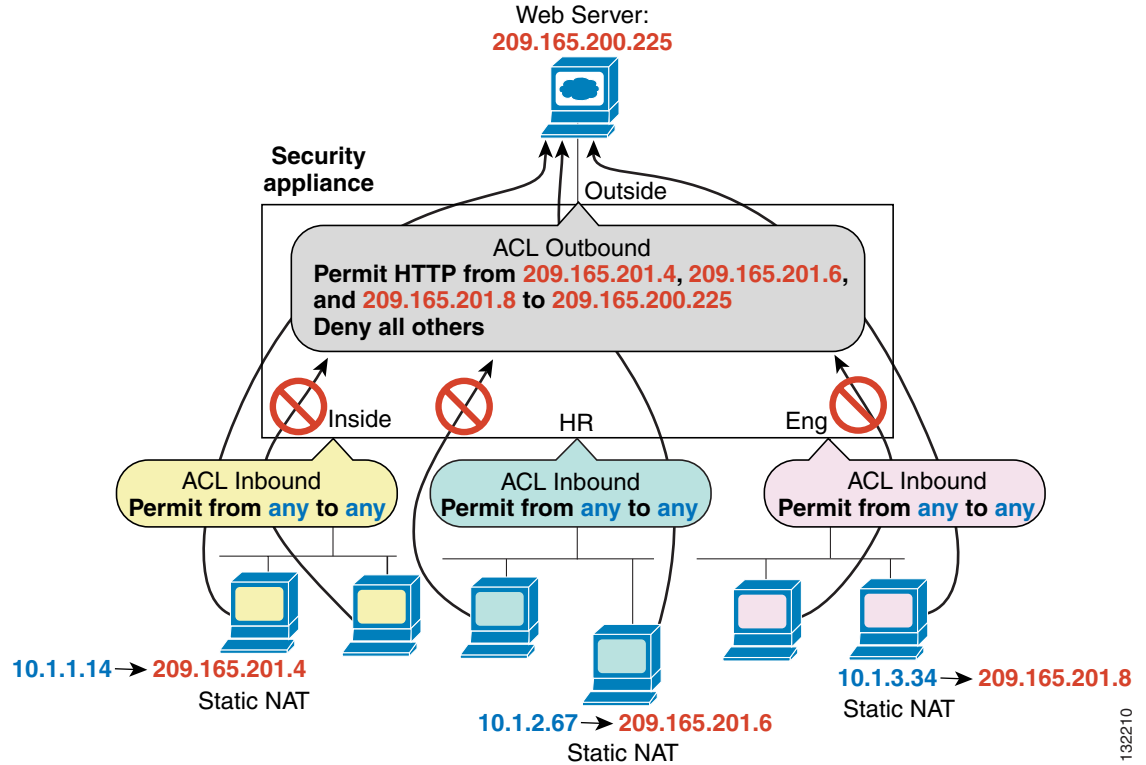 Web Server:
209.165.200.225
Security
appliance
Outside
ACL Outbound
Permit HTTP from 209.165.201.4, 209.165.201.6,
and 209.165.201.8 to 209.165.200.225
Deny all others
Inside
HR
Eng
ACL Inbound
Permit from any to any
ACL Inbound
Permit from any to any
ACL Inbound
Permit from any to any
10.1.1.14 209.165.201.4
Static NAT
10.1.2.67 209.165.201.6
Static NAT
10.1.3.34 209.165.201.8
Static NAT
132210